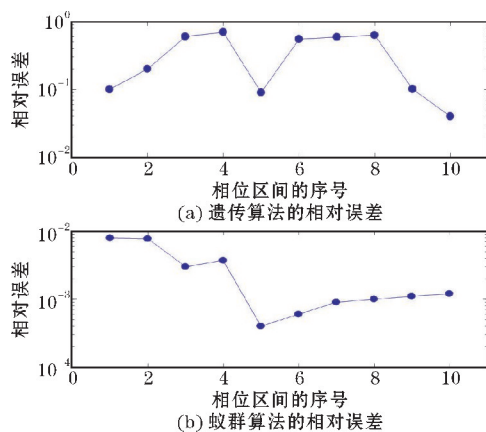 10⁰
10⁻¹
10⁻²
相对误差
0 2 4 6 8 10
相位区间的序号
(a) 遗传算法的相对误差
10⁻²
10⁻³
10⁻⁴
相对误差
0 2 4 6 8 10
相位区间的序号
(b) 蚁群算法的相对误差